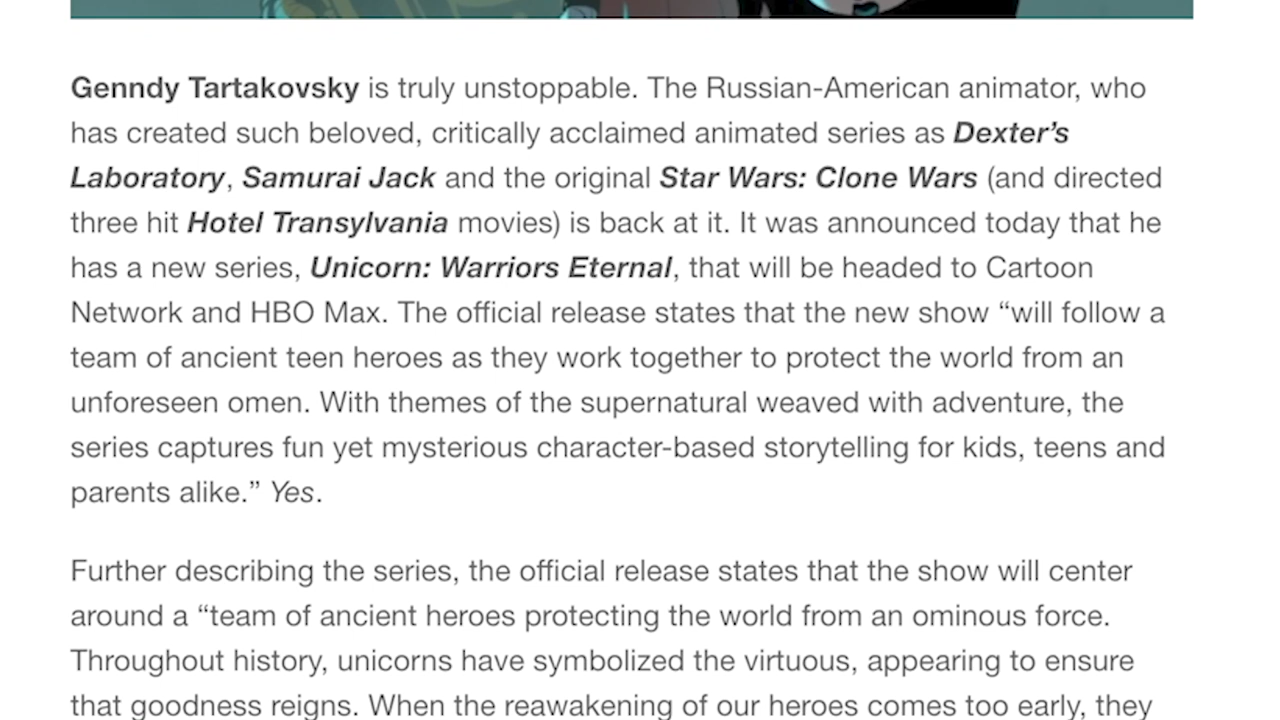 Genndy Tartakovsky is truly unstoppable. The Russian-American animator, who
has created such beloved, critically acclaimed animated series as Dexter’s
Laboratory, Samurai Jack and the original Star Wars: Clone Wars (and directed
three hit Hotel Transylvania movies) is back at it. It was announced today that he
has a new series, Unicorn: Warriors Eternal, that will be headed to Cartoon
Network and HBO Max. The official release states that the new show “will follow a
team of ancient teen heroes as they work together to protect the world from an
unforeseen omen. With themes of the supernatural weaved with adventure, the
series captures fun yet mysterious character-based storytelling for kids, teens and
parents alike.” Yes.
Further describing the series, the official release states that the show will center
around a “team of ancient heroes protecting the world from an ominous force.
Throughout history, unicorns have symbolized the virtuous, appearing to ensure
that goodness reigns. When the reawakening of our heroes comes too early, they